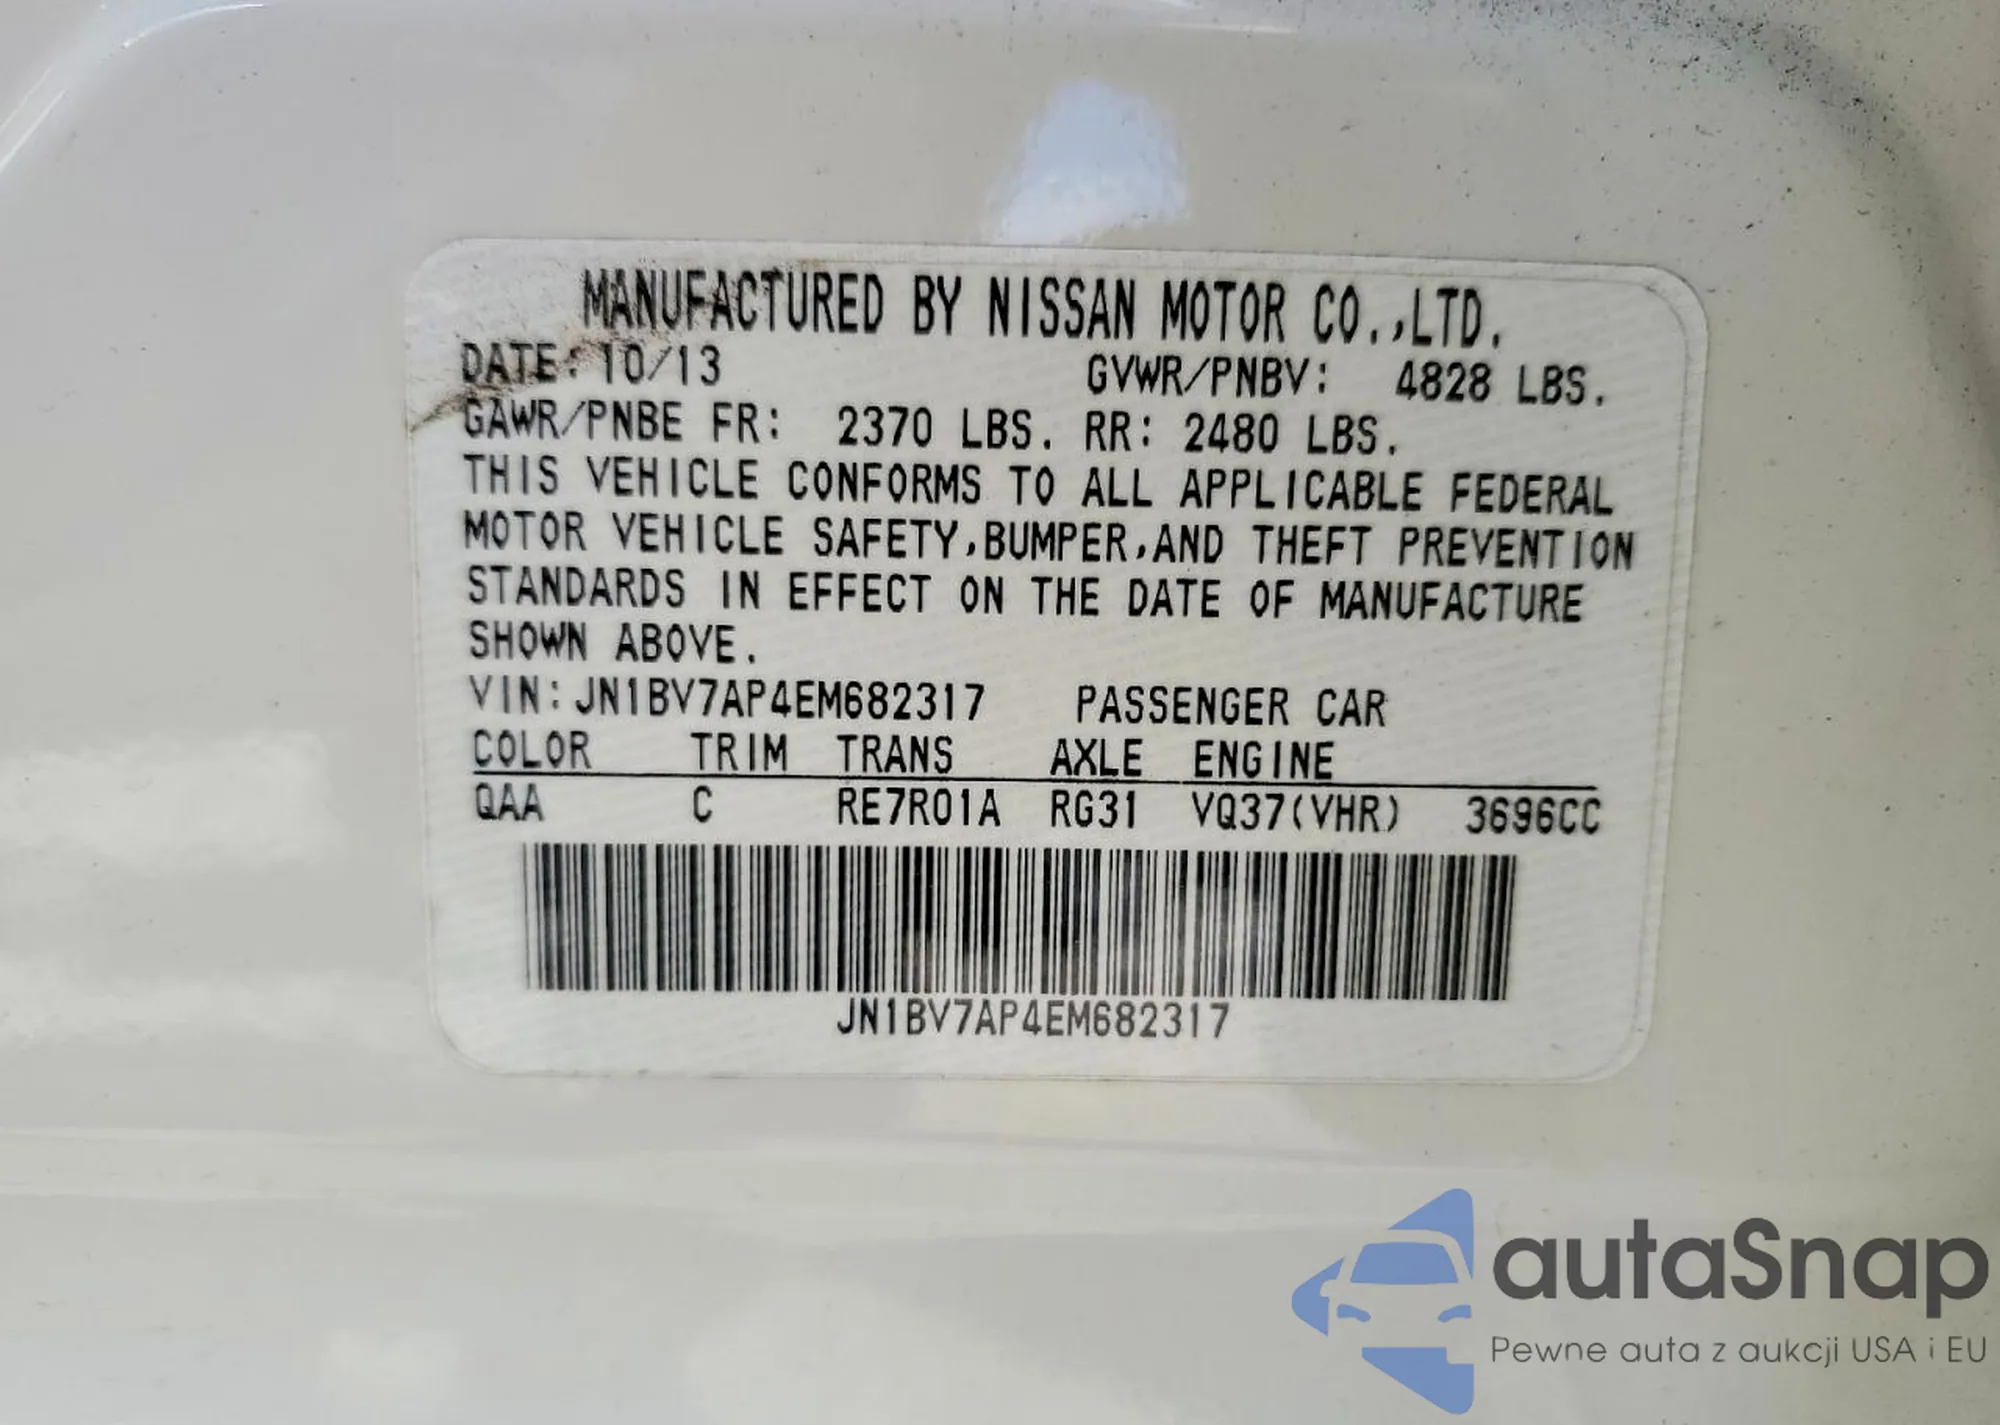 MANUFACTURED BY NISSAN MOTOR CO.,LTD.
DATE: 10/13 GVWR/PNBV: 4828 LBS.
GAWR/PNBE FR: 2370 LBS. RR: 2480 LBS.
THIS VEHICLE CONFORMS TO ALL APPLICABLE FEDERAL
MOTOR VEHICLE SAFETY,BUMPER,AND THEFT PREVENTION
STANDARDS IN EFFECT ON THE DATE OF MANUFACTURE
SHOWN ABOVE.
VIN:JN1BV7AP4EM682317 PASSENGER CAR
COLOR TRIM TRANS AXLE ENGINE
QAA C RE7R01A RG31 VQ37(VHR) 3696CC
JN1BV7AP4EM682317
autaSnap
Pewne auta z aukcji USA i EU